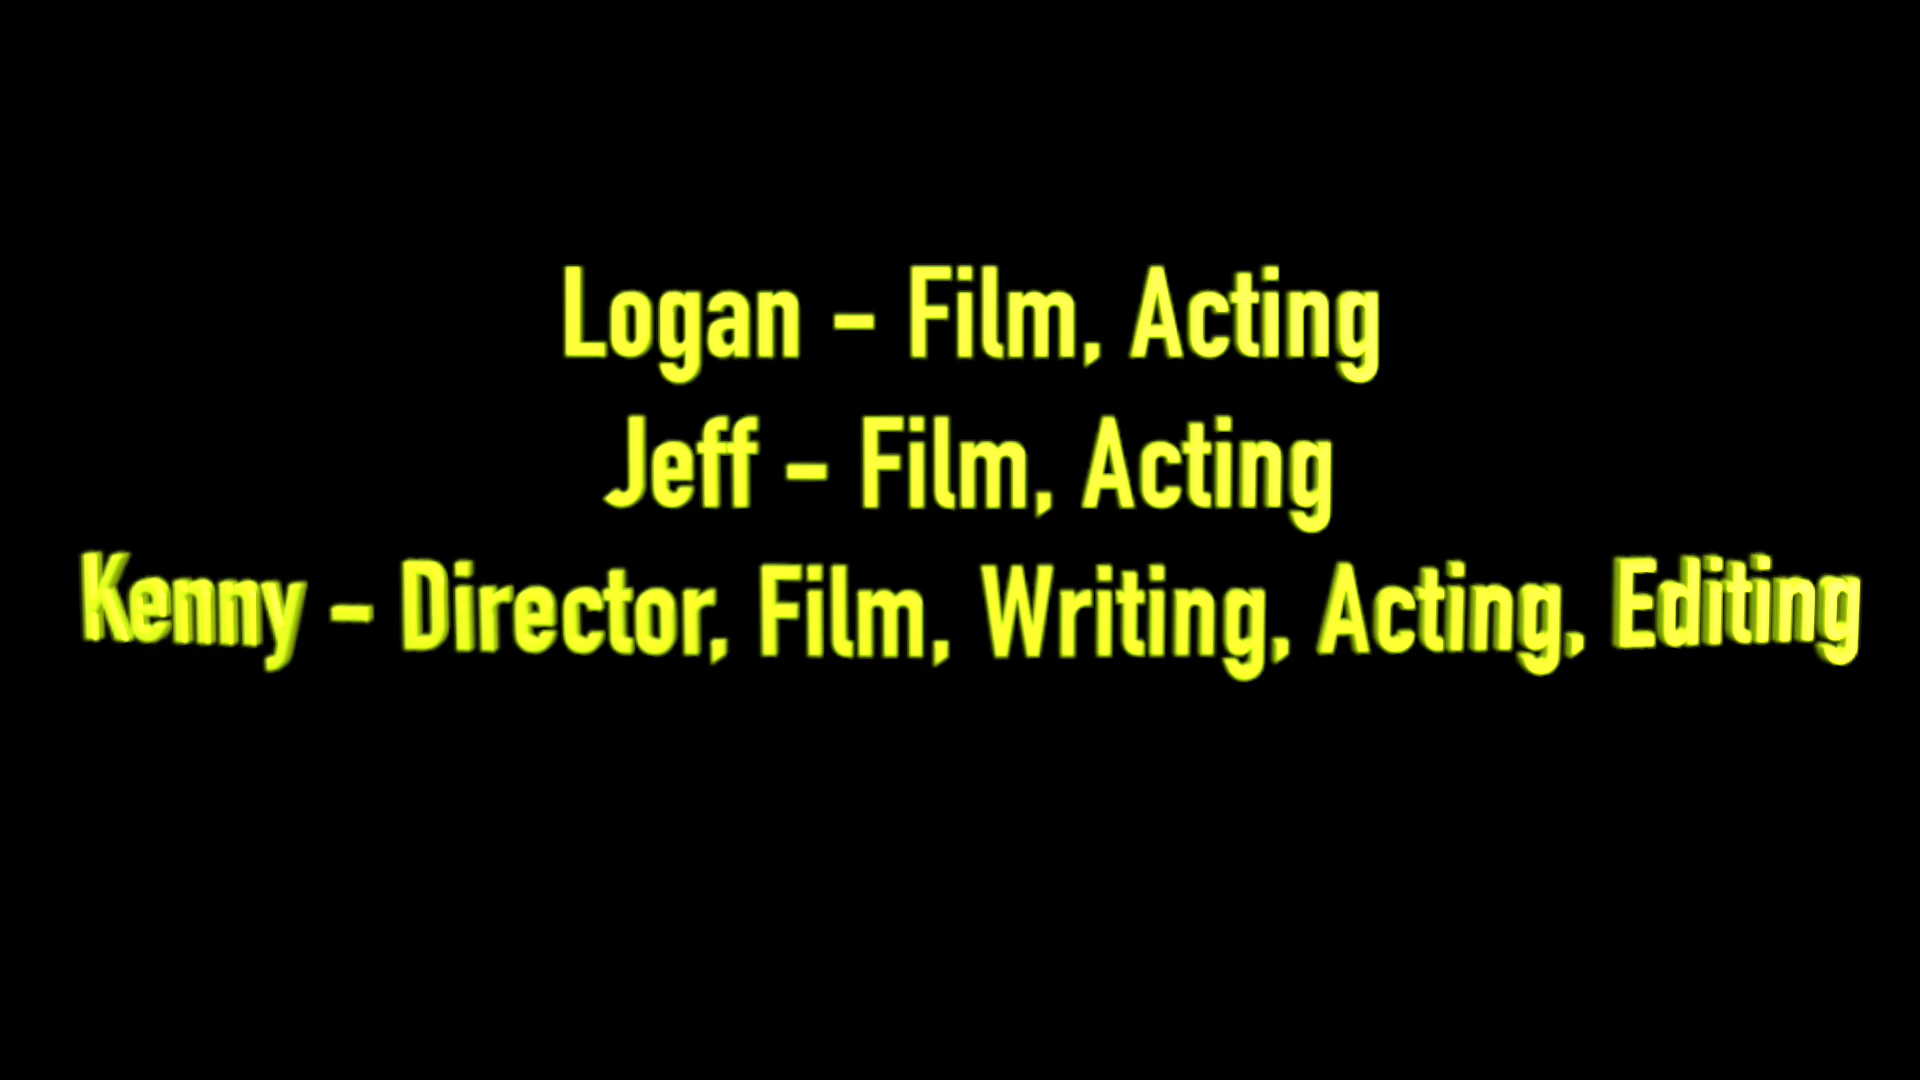 Logan - Film, Acting
Jeff - Film, Acting
Kenny - Director, Film, Writing, Acting, Editing